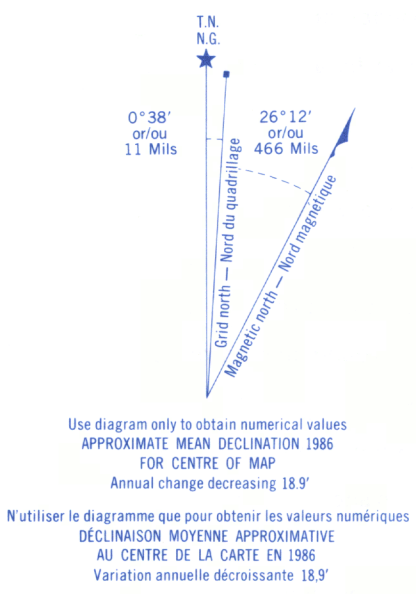 T.N.
N.G.
0°38'
or/ou
11 Mils
26°12'
or/ou
466 Mils
Grid north — Nord du quadrillage
Magnetic north — Nord magnetique
Use diagram only to obtain numerical values
APPROXIMATE MEAN DECLINATION 1986
FOR CENTRE OF MAP
Annual change decreasing 18.9'
N'utiliser le diagramme que pour obtenir les valeurs numériques
DÉCLINAISON MOYENNE APPROXIMATIVE
AU CENTRE DE LA CARTE EN 1986
Variation annuelle décroissante 18,9'